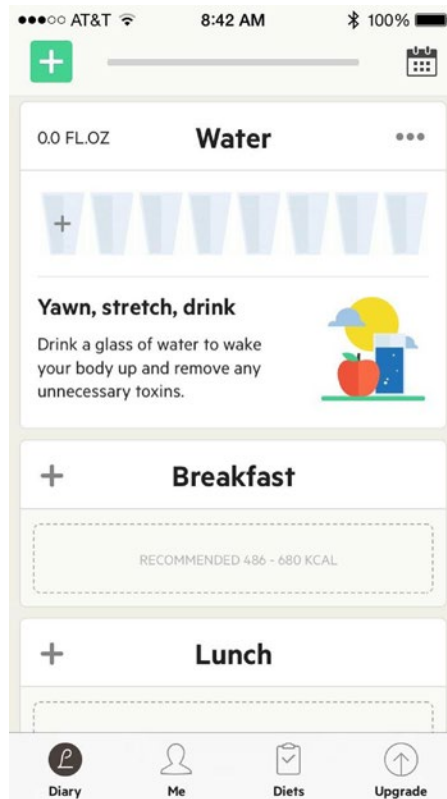 AT&T 8:42 AM 100%
0.0 FL.OZ Water
Yawn, stretch, drink
Drink a glass of water to wake
your body up and remove any
unnecessary toxins.
Breakfast
RECOMMENDED 486 - 680 KCAL
Lunch
Diary Me Diets Upgrade